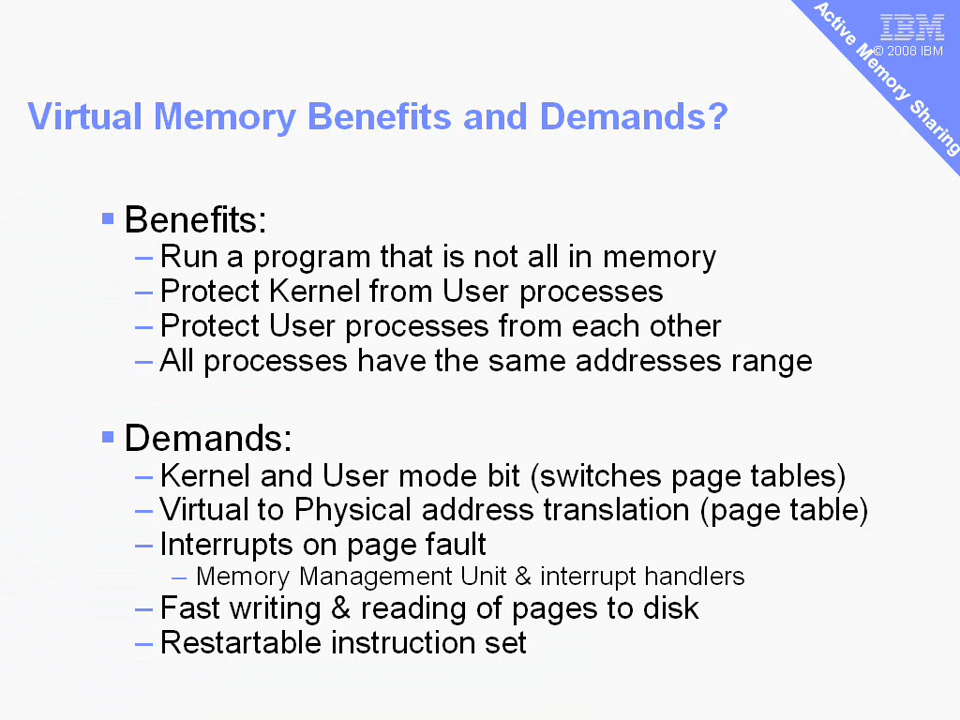 IBM
© 2008 IBM
Active Memory Sharing
Virtual Memory Benefits and Demands?
▪ Benefits:
– Run a program that is not all in memory
– Protect Kernel from User processes
– Protect User processes from each other
– All processes have the same addresses range
▪ Demands:
– Kernel and User mode bit (switches page tables)
– Virtual to Physical address translation (page table)
– Interrupts on page fault
– Memory Management Unit & interrupt handlers
– Fast writing & reading of pages to disk
– Restartable instruction set